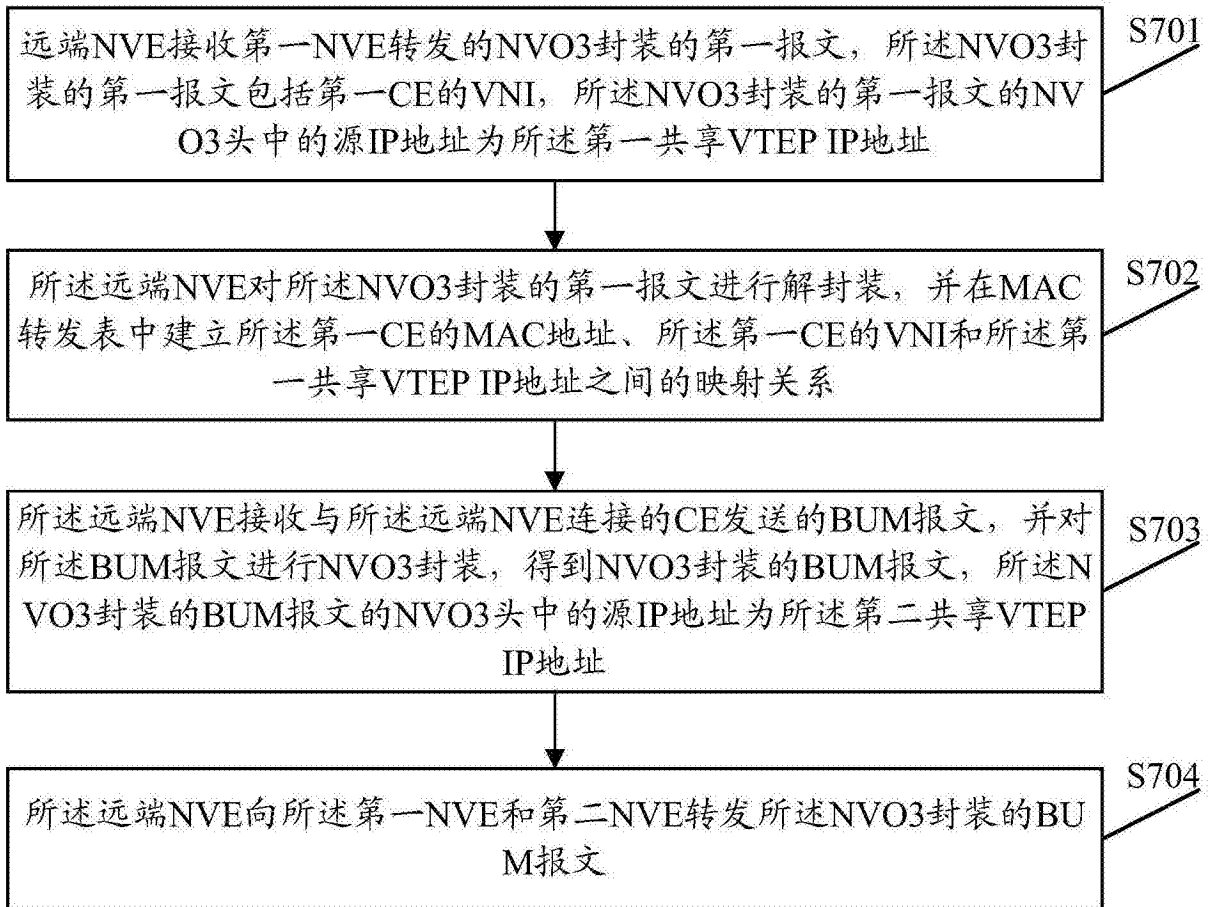 远端NVE接收第一NVE转发的NVO3封装的第一报文，所述NVO3封
装的第一报文包括第一CE的VNI，所述NVO3封装的第一报文的NV
O3头中的源IP地址为所述第一共享VTEP IP地址
S701
所述远端NVE对所述NVO3封装的第一报文进行解封装，并在MAC
转发表中建立所述第一CE的MAC地址、所述第一CE的VNI和所述第
一共享VTEP IP地址之间的映射关系
S702
所述远端NVE接收与所述远端NVE连接的CE发送的BUM报文，并对
所述BUM报文进行NVO3封装，得到NVO3封装的BUM报文，所述N
VO3封装的BUM报文的NVO3头中的源IP地址为所述第二共享VTEP
IP地址
S703
所述远端NVE向所述第一NVE和第二NVE转发所述NVO3封装的BU
M报文
S704